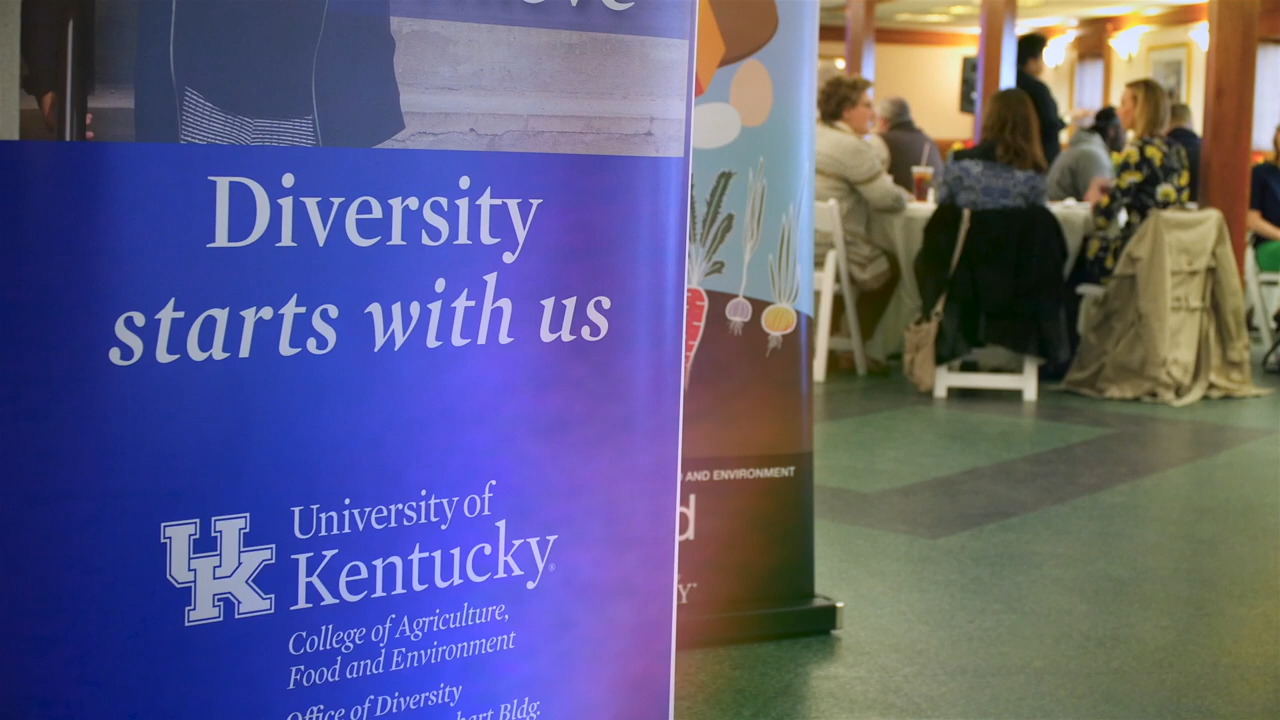 Diversity
starts with us
UK
University of
Kentucky®
College of Agriculture,
Food and Environment
Office of Diversity
Bldg.
AND ENVIRONMENT
d
Y